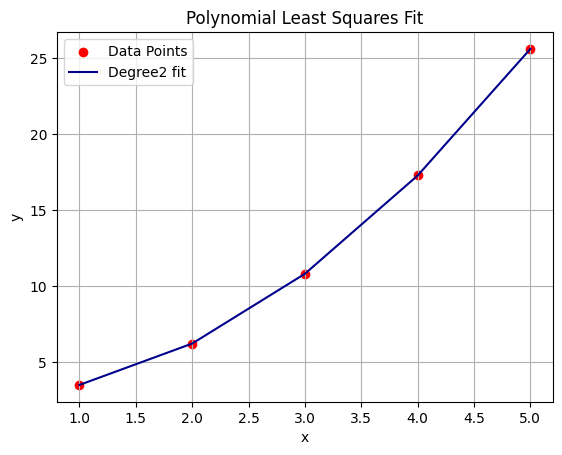 Polynomial Least Squares Fit
Data Points
Degree2 fit
25
20
15
10
5
y
1.0 1.5 2.0 2.5 3.0 3.5 4.0 4.5 5.0
x